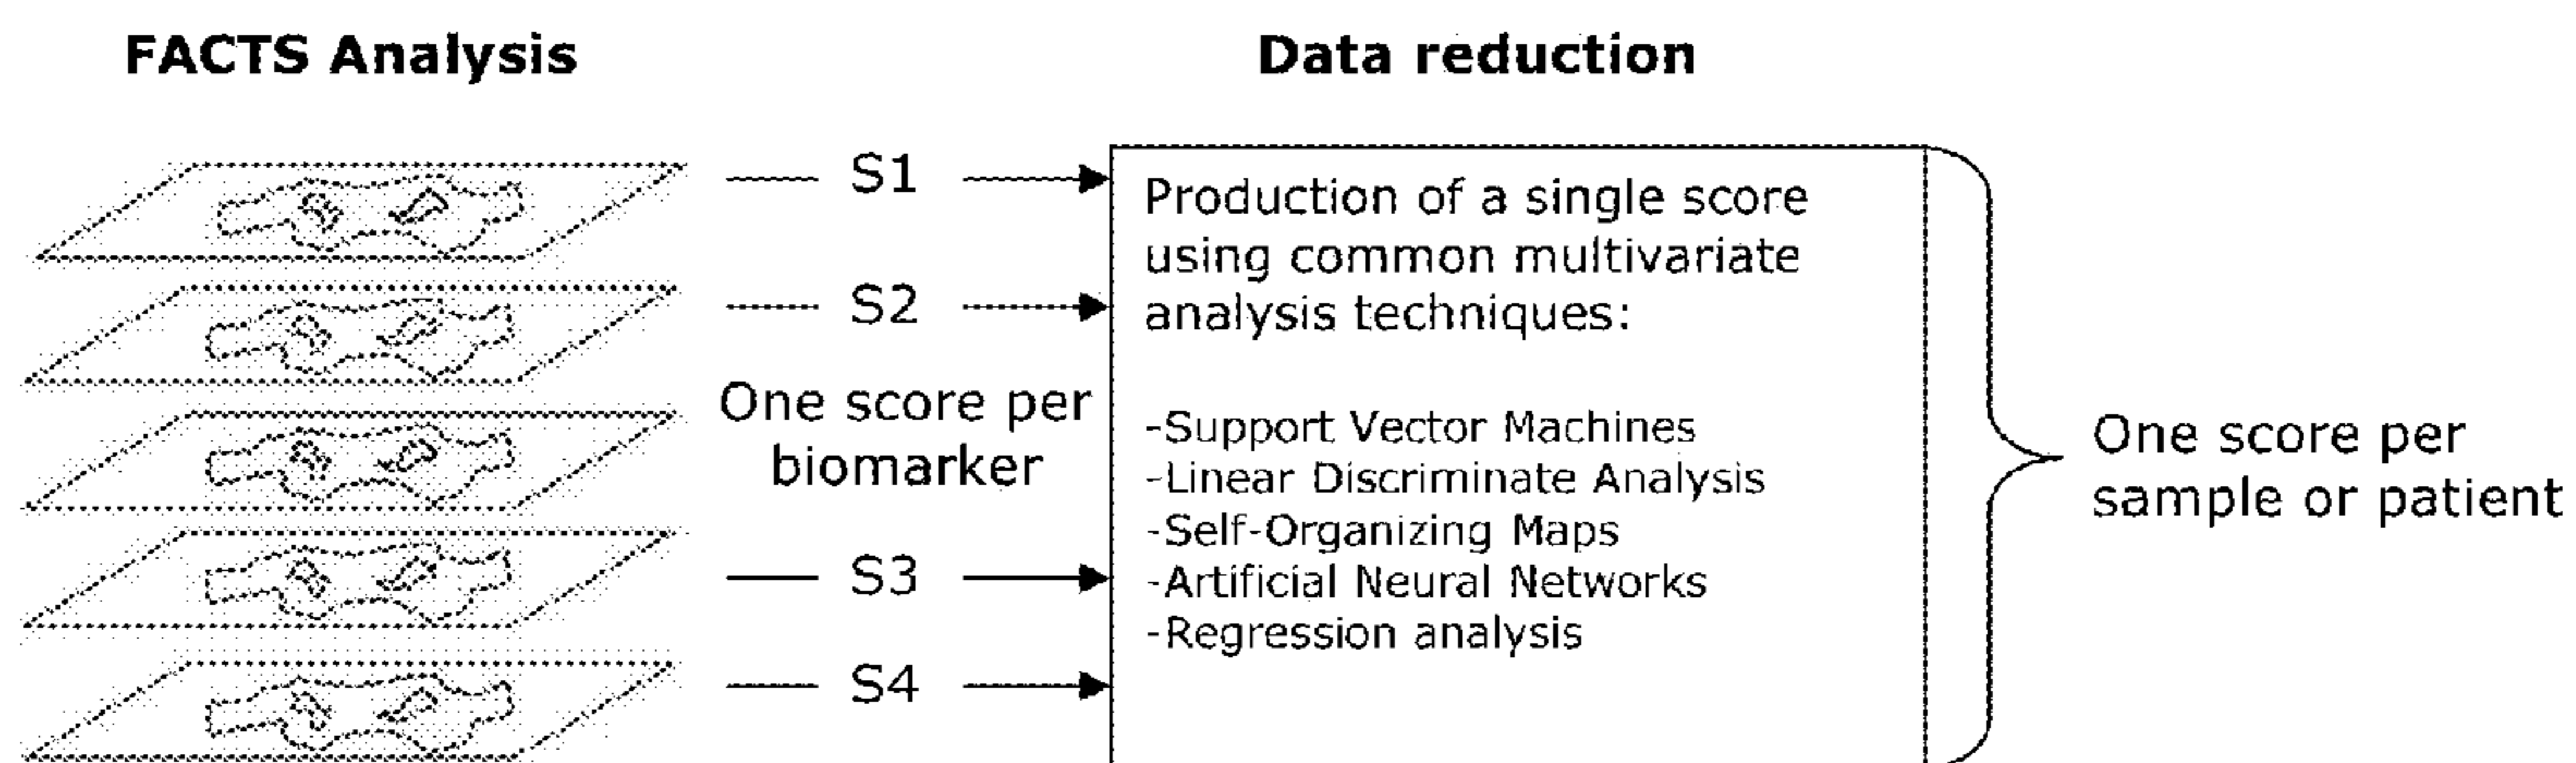 FACTS Analysis
Data reduction
S1
S2
One score per
biomarker
S3
S4
Production of a single score
using common multivariate
analysis techniques:
-Support Vector Machines
-Linear Discriminate Analysis
-Self-Organizing Maps
-Artificial Neural Networks
-Regression analysis
One score per
sample or patient